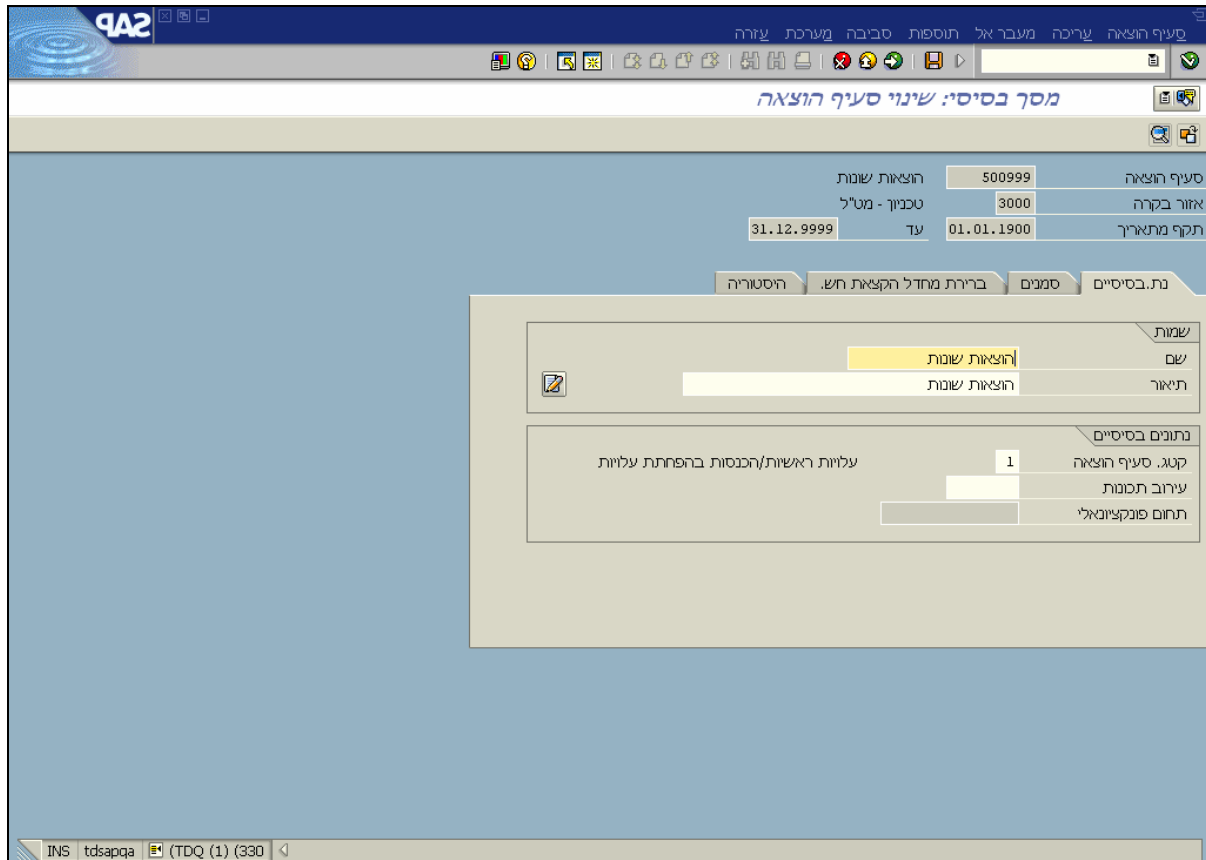 SAP
סעיף הוצאה עריכה מעבר אל תוספות סביבה מערכת עזרה
מסך בסיסי: שינוי סעיף הוצאה
סעיף הוצאה 500999 הוצאות שונות
אזור בקרה 3000 טכניון - מט"ל
תקף מתאריך 01.01.1900 עד 31.12.9999
נת.בסיסיים סמנים ברירת מחדל הקצאת חש. היסטוריה
שמות
שם הוצאות שונות
תיאור הוצאות שונות
נתונים בסיסיים
קטג. סעיף הוצאה 1 עלויות ראשיות/הכנסות בהפחתת עלויות
עירוב תכונות
תחום פונקציונאלי
INS tdsapqa (TDQ (1) (330